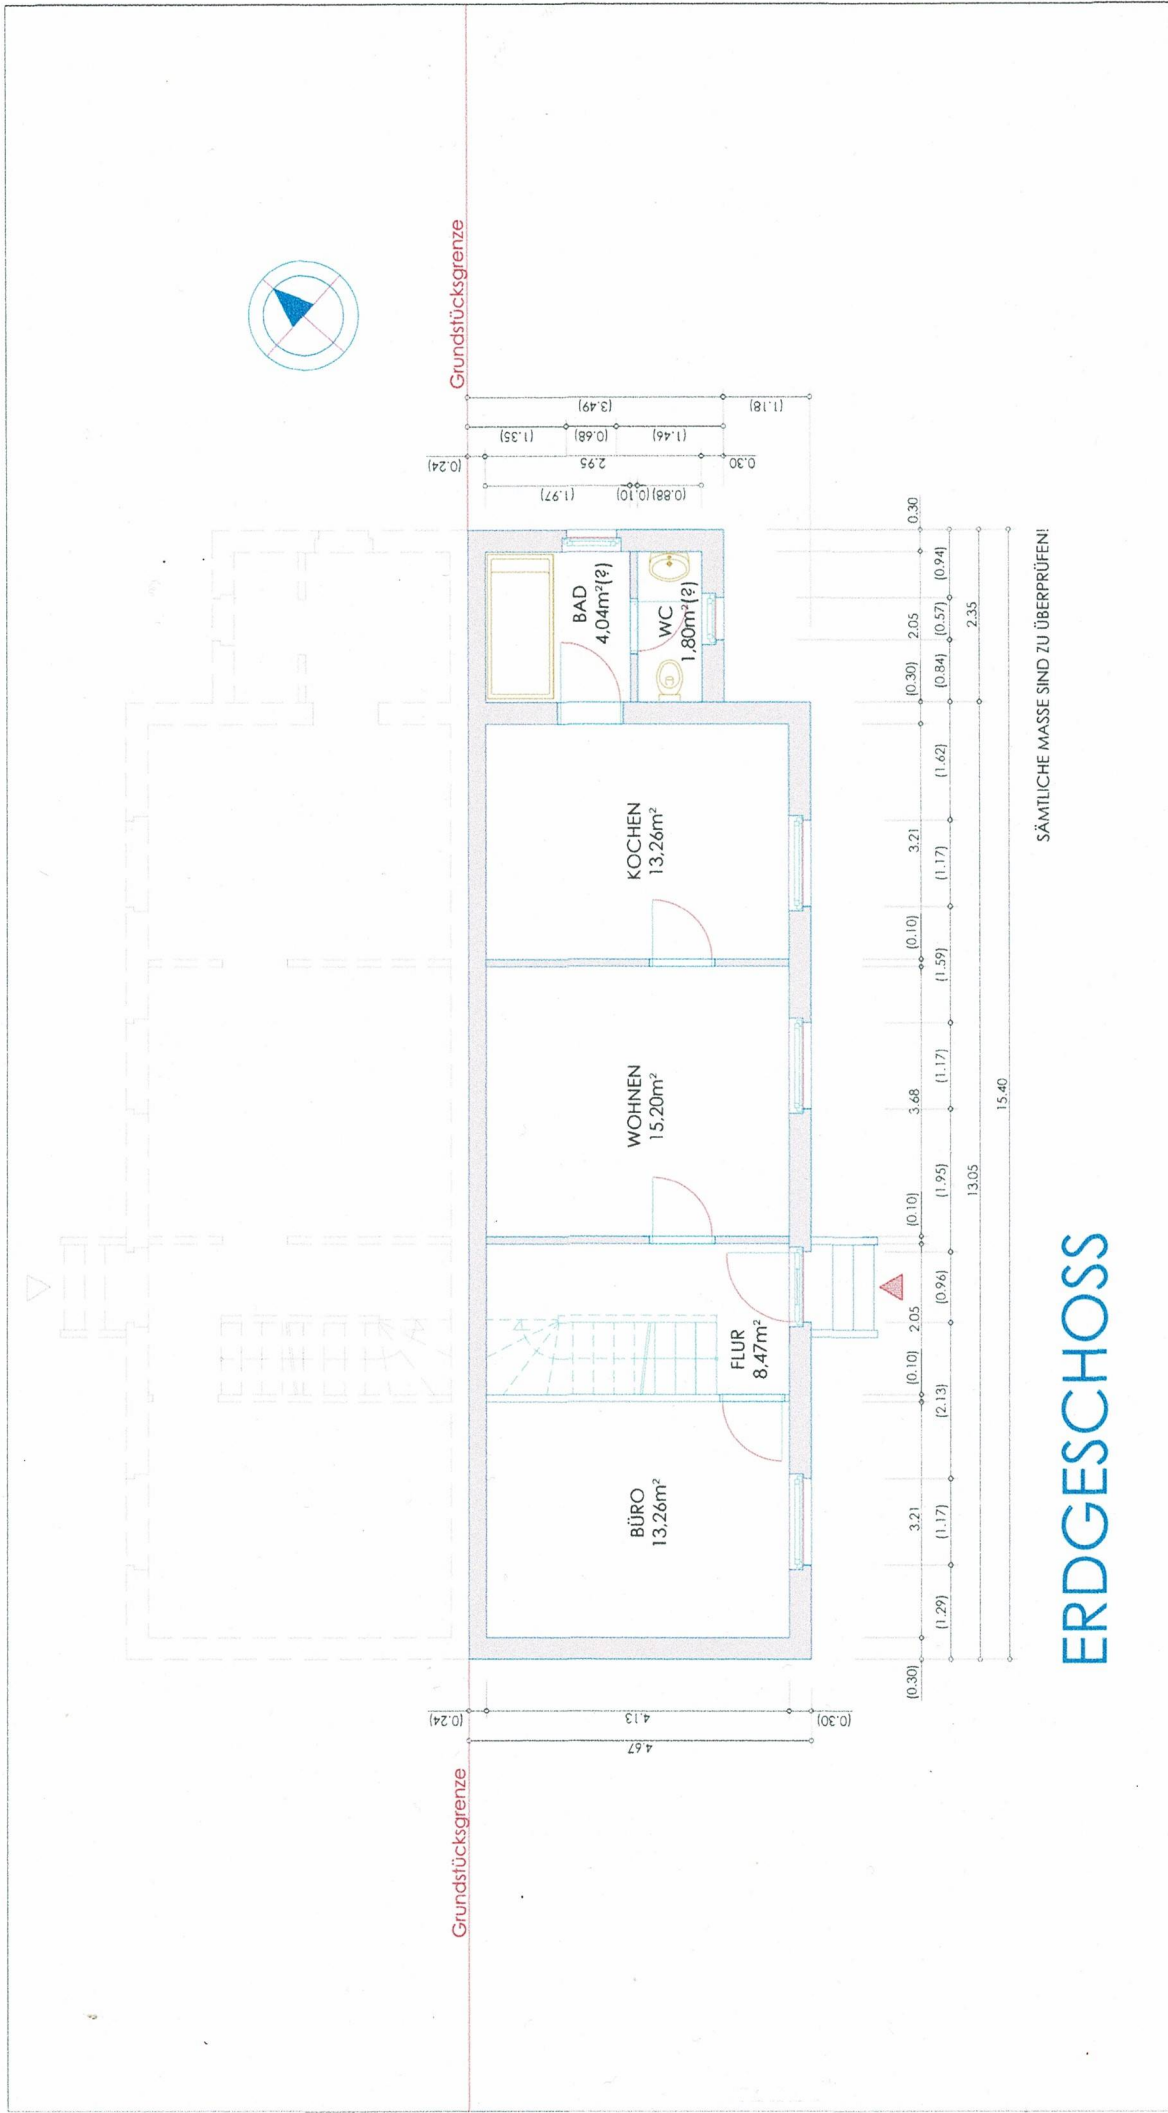 Grundstücksgrenze
Grundstücksgrenze
BÜRO
13,26m²
FLUR
8,47m²
WOHNEN
15,20m²
KOCHEN
13,26m²
BAD
4,04m²(?)
WC
1,80m²(?)
(0.24)
4.13
(0.30)
4.67
(0.24)
2.95
0.30
(1.97)
(0.10)
(0.88)
(1.35)
(0.68)
(1.46)
(3.49)
(1.18)
(0.30)
3.21
(0.10)
2.05
(0.10)
3.68
(0.10)
3.21
(0.30)
2.05
0.30
(1.29)
(1.17)
(2.13)
(0.96)
(1.95)
(1.17)
(1.59)
(1.17)
(1.62)
(0.84)
(0.57)
(0.94)
13.05
2.35
15.40
SÄMTLICHE MASSE SIND ZU ÜBERPRÜFEN!
ERDGESCHOSS